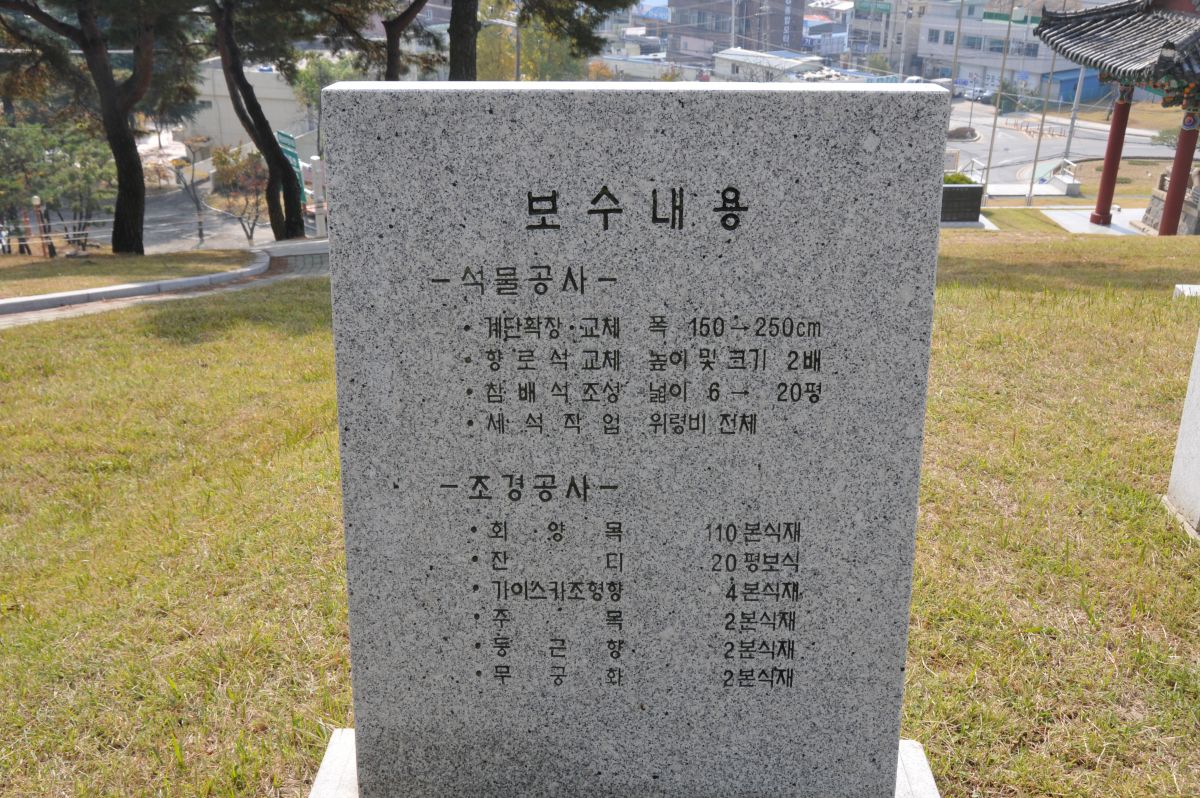 보수내용
－석물공사－
・계단확장·교체 폭 150→250cm
・향로석교체 높이 및 크기 2배
・참배석조성 넓이 6→ 20평
・세석작업 위령비 전체
－조경공사－
・회양목 110본식재
・잔디 20평보식
・가이스카조형향 4본식재
・주목 2본식재
・둥근향 2본식재
・무궁화 2본식재